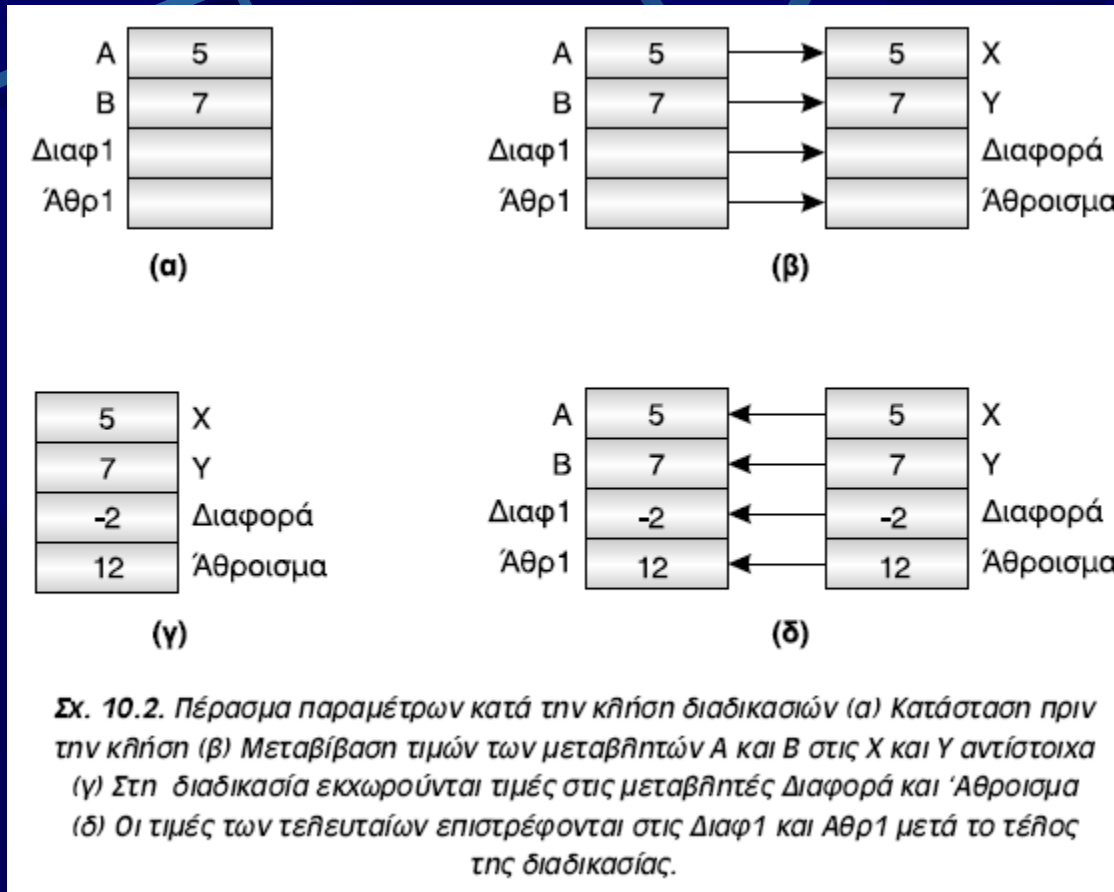 A 5
B 7
Διαφ1
Άθρ1
(α)
A 5 5 X
B 7 7 Y
Διαφ1 Διαφορά
Άθρ1 Άθροισμα
(β)
5 X
7 Y
-2 Διαφορά
12 Άθροισμα
(γ)
A 5 5 X
B 7 7 Y
Διαφ1 -2 -2 Διαφορά
Άθρ1 12 12 Άθροισμα
(δ)
Σχ. 10.2. Πέρασμα παραμέτρων κατά την κλήση διαδικασιών (α) Κατάσταση πριν
την κλήση (β) Μεταβίβαση τιμών των μεταβλητών Α και Β στις Χ και Υ αντίστοιχα
(γ) Στη διαδικασία εκχωρούνται τιμές στις μεταβλητές Διαφορά και 'Αθροισμα
(δ) Οι τιμές των τελευταίων επιστρέφονται στις Διαφ1 και Αθρ1 μετά το τέλος
της διαδικασίας.